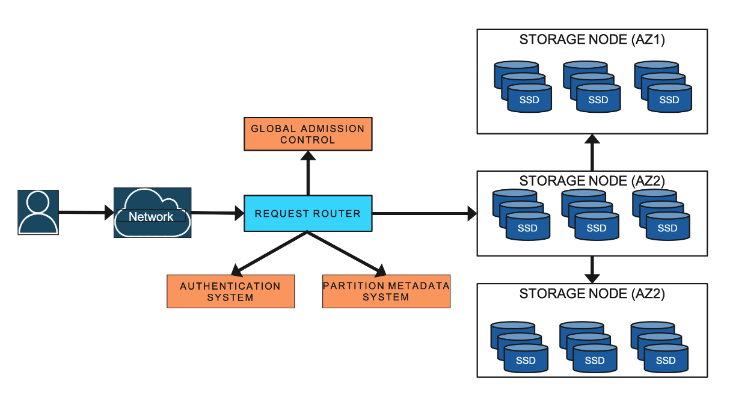 STORAGE NODE (AZ1)
SSD
SSD
SSD
GLOBAL ADMISSION
CONTROL
STORAGE NODE (AZ2)
SSD
SSD
SSD
Network
REQUEST ROUTER
AUTHENTICATION
SYSTEM
PARTITION METADATA
SYSTEM
STORAGE NODE (AZ2)
SSD
SSD
SSD